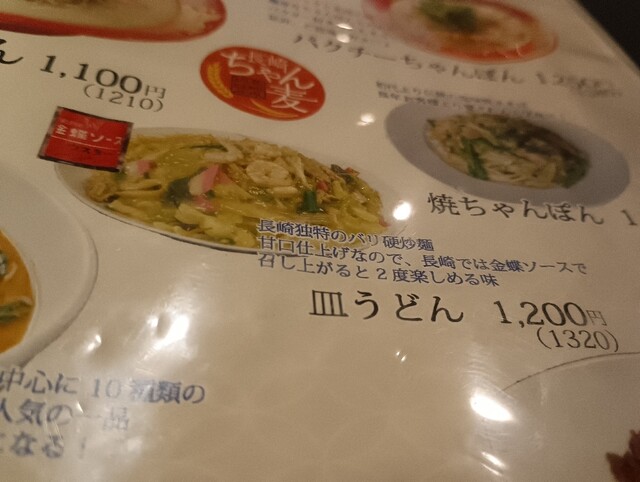 ん 1,100円
(1210)
長崎
ちゃん
麦
パクチーちゃんぽん
金蝶ソース
焼ちゃんぽん 1
長崎独特のバリ硬炒麺
甘口仕上げなので、長崎では金蝶ソースで
召し上がると2度楽しめる味
皿うどん 1,200円
(1320)
中心に10種類の
人気の一品
になる!